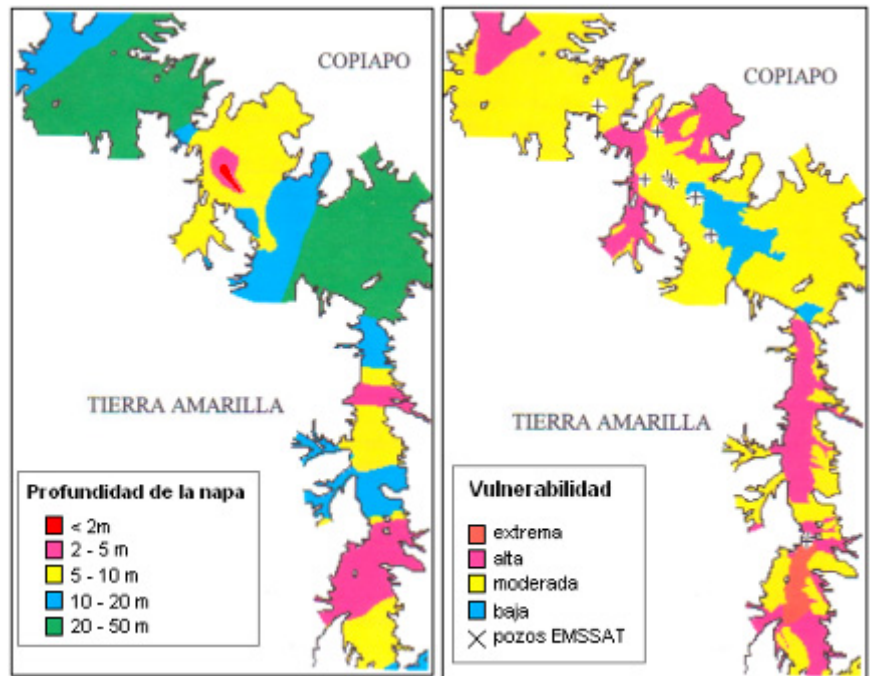 COPIAPO
TIERRA AMARILLA
Profundidad de la napa
< 2m
2 - 5 m
5 - 10 m
10 - 20 m
20 - 50 m
COPIAPO
TIERRA AMARILLA
Vulnerabilidad
extrema
alta
moderada
baja
pozos EMSSAT